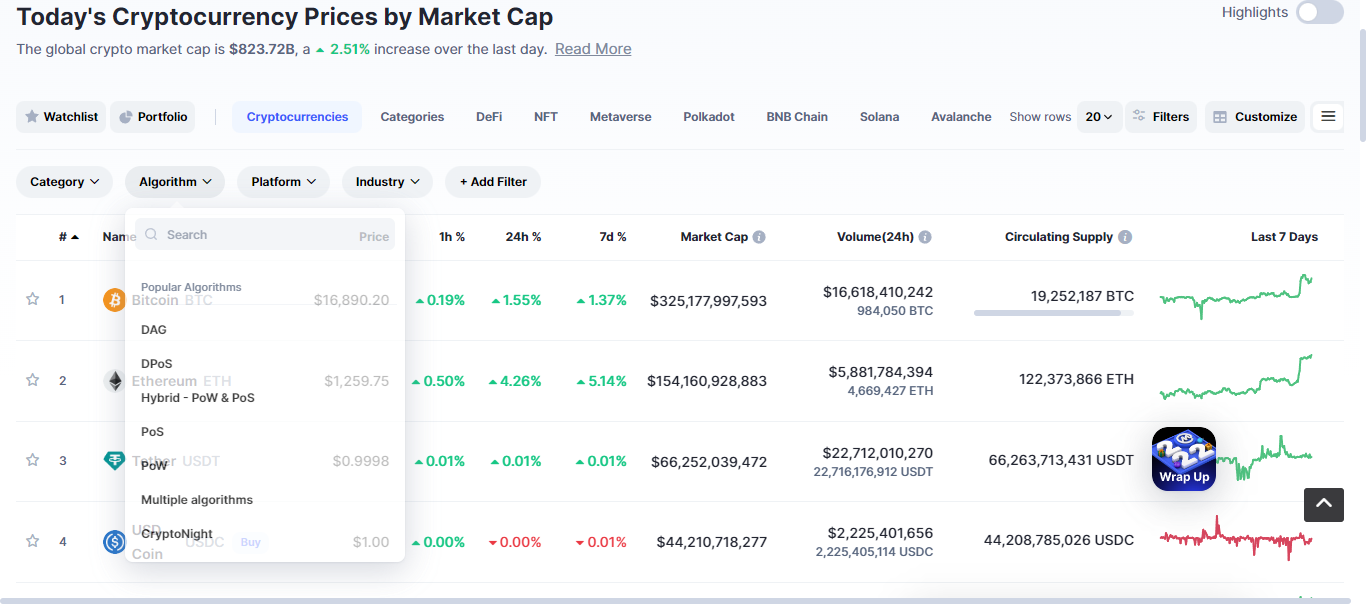 Today's Cryptocurrency Prices by Market Cap
Highlights
The global crypto market cap is $823.72B, a 2.51% increase over the last day. Read More
Watchlist Portfolio Cryptocurrencies Categories DeFi NFT Metaverse Polkadot BNB Chain Solana Avalanche Show rows 20 Filters Customize
Category Algorithm Platform Industry + Add Filter
# Name Price 1h % 24h % 7d % Market Cap Volume(24h) Circulating Supply Last 7 Days
Search
Popular Algorithms
DAG
DPoS
Hybrid - PoW & PoS
PoS
PoW
Multiple algorithms
CryptoNight
1 Bitcoin BTC $16,890.20 0.19% 1.55% 1.37% $325,177,997,593 $16,618,410,242 19,252,187 BTC
984,050 BTC
2 Ethereum ETH $1,259.75 0.50% 4.26% 5.14% $154,160,928,883 $5,881,784,394 122,373,866 ETH
4,669,427 ETH
3 Tether USDT $0.9998 0.01% 0.01% 0.01% $66,252,039,472 $22,712,010,270 66,263,713,431 USDT
22,716,176,912 USDT
Wrap Up
4 USD Coin USDC Buy $1.00 0.00% 0.00% 0.01% $44,210,718,277 $2,225,401,656 44,208,785,026 USDC
2,225,405,114 USDC